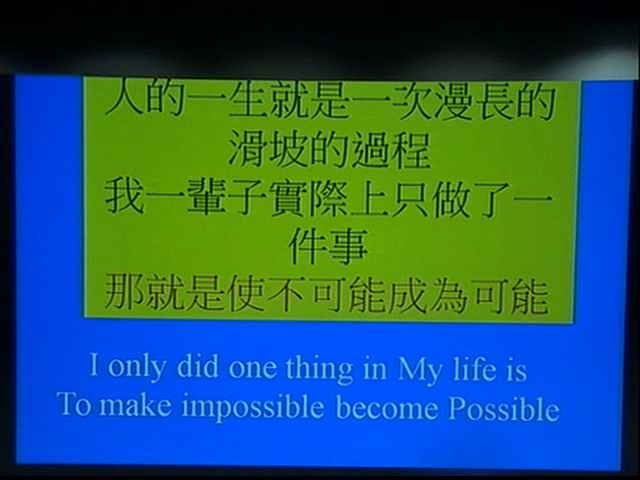 人的一生就是一次漫長的
滑坡的過程
我一輩子實際上只做了一
件事
那就是使不可能成為可能
I only did one thing in My life is
To make impossible become Possible